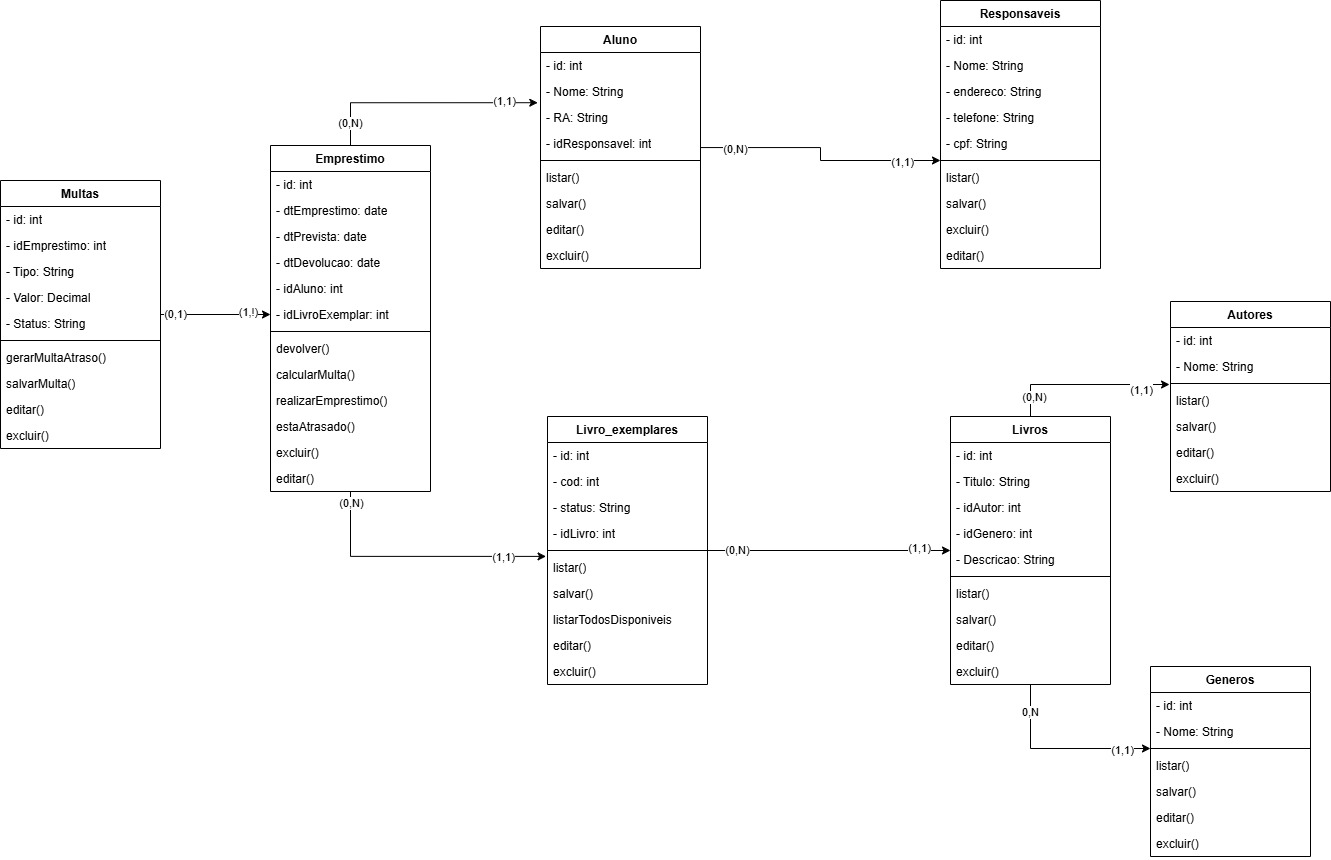 Multas
- id: int
- idEmprestimo: int
- Tipo: String
- Valor: Decimal
- Status: String
gerarMultaAtraso()
salvarMulta()
editar()
excluir()
(0,1)
(1,!)
Emprestimo
- id: int
- dtEmprestimo: date
- dtPrevista: date
- dtDevolucao: date
- idAluno: int
- idLivroExemplar: int
devolver()
calcularMulta()
realizarEmprestimo()
estaAtrasado()
excluir()
editar()
(0,N)
(1,1)
Aluno
- id: int
- Nome: String
- RA: String
- idResponsavel: int
listar()
salvar()
editar()
excluir()
(0,N)
(1,1)
Responsaveis
- id: int
- Nome: String
- endereco: String
- telefone: String
- cpf: String
listar()
salvar()
excluir()
editar()
(0,N)
(1,1)
Livro_exemplares
- id: int
- cod: int
- status: String
- idLivro: int
listar()
salvar()
listarTodosDisponiveis
editar()
excluir()
(0,N)
(1,1)
Livros
- id: int
- Titulo: String
- idAutor: int
- idGenero: int
- Descricao: String
listar()
salvar()
editar()
excluir()
(0,N)
(1,1)
Autores
- id: int
- Nome: String
listar()
salvar()
editar()
excluir()
0,N
(1,1)
Generos
- id: int
- Nome: String
listar()
salvar()
editar()
excluir()